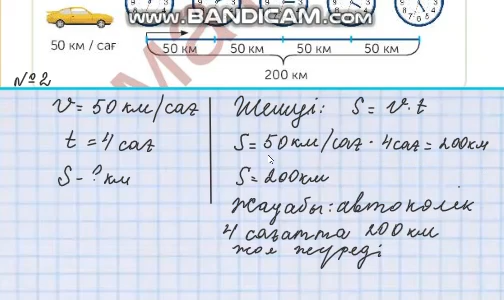 www.BANDICAM.com
50 км / сағ
50 км 50 км 50 км 50 км
200 км
№2
v = 50 км/сағ
t = 4 сағ
S - ? км
Шешуі: S = v · t
S = 50 км/сағ · 4 сағ = 200 км
S = 200 км
Жауабы: автокөлік
4 сағатта 200 км
жол жүреді